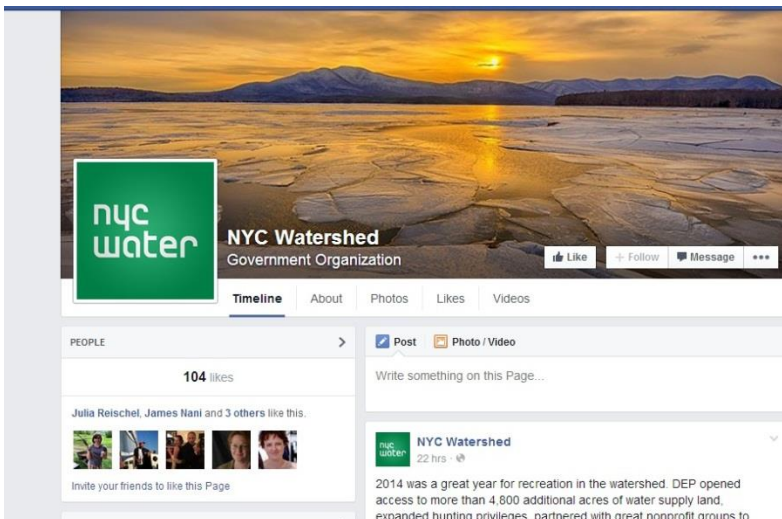 nyc
water
NYC Watershed
Government Organization
Like
Follow
Message
Timeline
About
Photos
Likes
Videos
PEOPLE
104 likes
Julia Reischel, James Nani and 3 others like this.
Invite your friends to like this Page
Post
Photo / Video
Write something on this Page...
nyc
water
NYC Watershed
22 hrs ·
2014 was a great year for recreation in the watershed. DEP opened
access to more than 4,800 additional acres of water supply land,
expanded hunting privileges, partnered with great nonprofit groups to